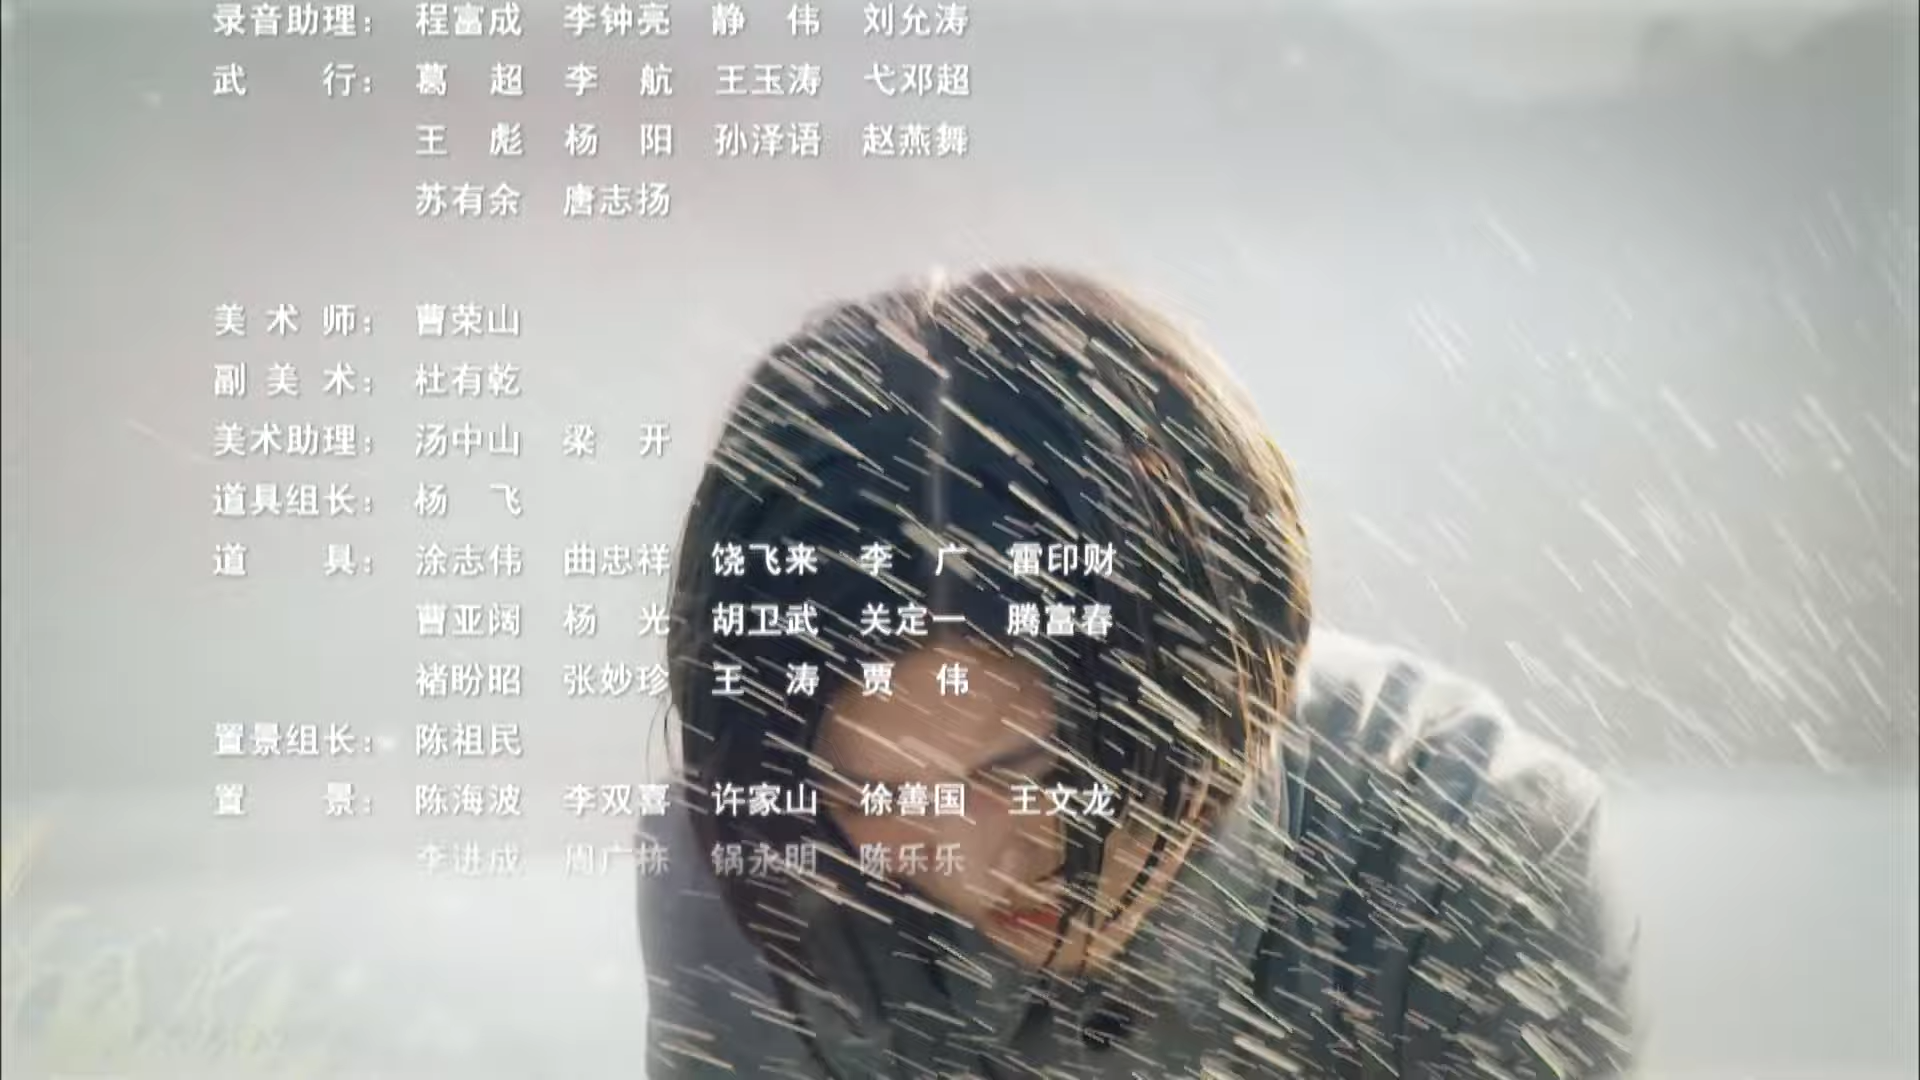 录音助理： 程富成 李钟亮 静 伟 刘允涛
武 行： 葛 超 李 航 王玉涛 弋邓超
王 彪 杨 阳 孙泽语 赵燕舞
苏有余 唐志扬
美 术 师： 曹荣山
副 美 术： 杜有乾
美术助理： 汤中山 梁 开
道具组长： 杨 飞
道 具： 涂志伟 曲忠祥 饶飞来 李 广 雷印财
曹亚阔 杨 光 胡卫武 关定一 腾富春
褚盼昭 张妙珍 王 涛 贾 伟
置景组长： 陈祖民
置 景： 陈海波 李双喜 许家山 徐善国 王文龙
李进成 周广栋 锅永明 陈乐乐